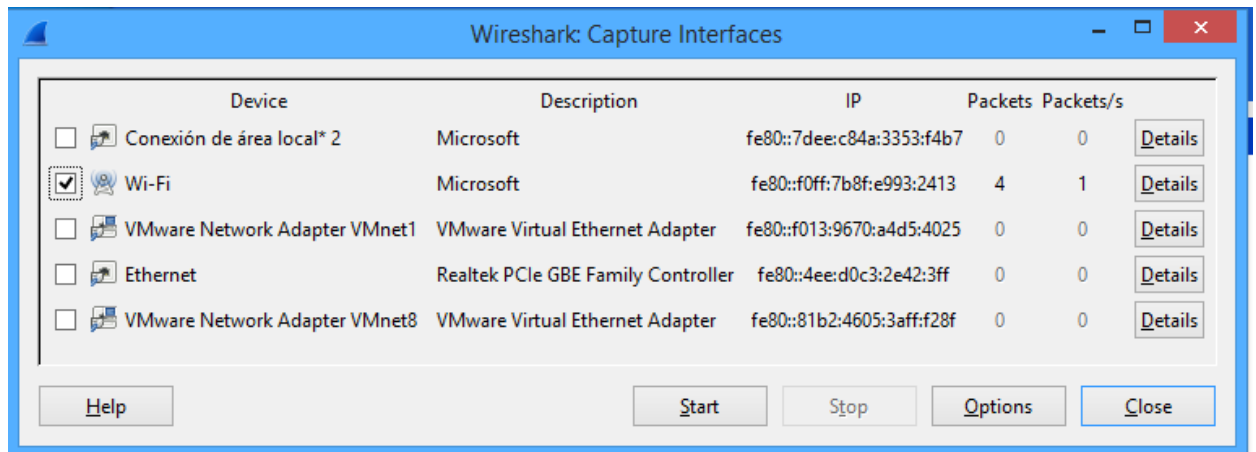 Wireshark: Capture Interfaces
Device Description IP Packets Packets/s
Conexión de área local* 2 Microsoft fe80::7dee:c84a:3353:f4b7 0 0 Details
Wi-Fi Microsoft fe80::f0ff:7b8f:e993:2413 4 1 Details
VMware Network Adapter VMnet1 VMware Virtual Ethernet Adapter fe80::f013:9670:a4d5:4025 0 0 Details
Ethernet Realtek PCIe GBE Family Controller fe80::4ee:d0c3:2e42:3ff 0 0 Details
VMware Network Adapter VMnet8 VMware Virtual Ethernet Adapter fe80::81b2:4605:3aff:f28f 0 0 Details
Help Start Stop Options Close